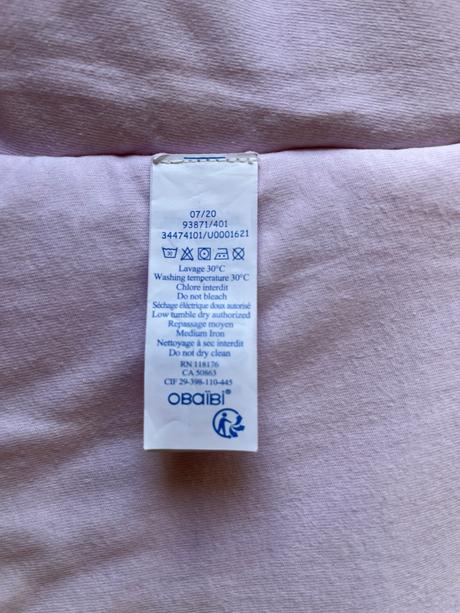 07/20
93871/401
34474101/U0001621
30
Lavage 30°C
Washing temperature 30°C
Chlore interdit
Do not bleach
Séchage éléctrique doux autorisé
Low tumble dry authorized
Repassage moyen
Medium Iron
Nettoyage à sec interdit
Do not dry clean
RN 118176
CA 50863
CIF 29-398-110-445
OBaïBi®